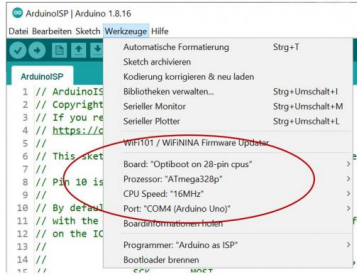 ArduinoISP | Arduino 1.8.16
Datei Bearbeiten Sketch Werkzeuge Hilfe
Automatische Formatierung Strg+T
Sketch archivieren
ArduinoISP
Kodierung korrigieren & neu laden
1 // ArduinoIS
Bibliotheken verwalten... Strg+Umschalt+I
2 // Copyright
Serieller Monitor Strg+Umschalt+M
3 // If you re
Serieller Plotter Strg+Umschalt+L
4 // https://o
5 //
WiFi101 / WiFiNINA Firmware Updater
6 // This sket
Board: "Optiboot on 28-pin cpus"
7 //
Prozessor: "ATmega328p"
8 // Pin 10 is
CPU Speed: "16MHz"
9 //
Port: "COM4 (Arduino Uno)"
10 // By defaul
11 // with the
Boardinformationen holen
12 // on the IC
13 //
Programmer: "Arduino as ISP"
14 //
Bootloader brennen
15 // SCK MOST